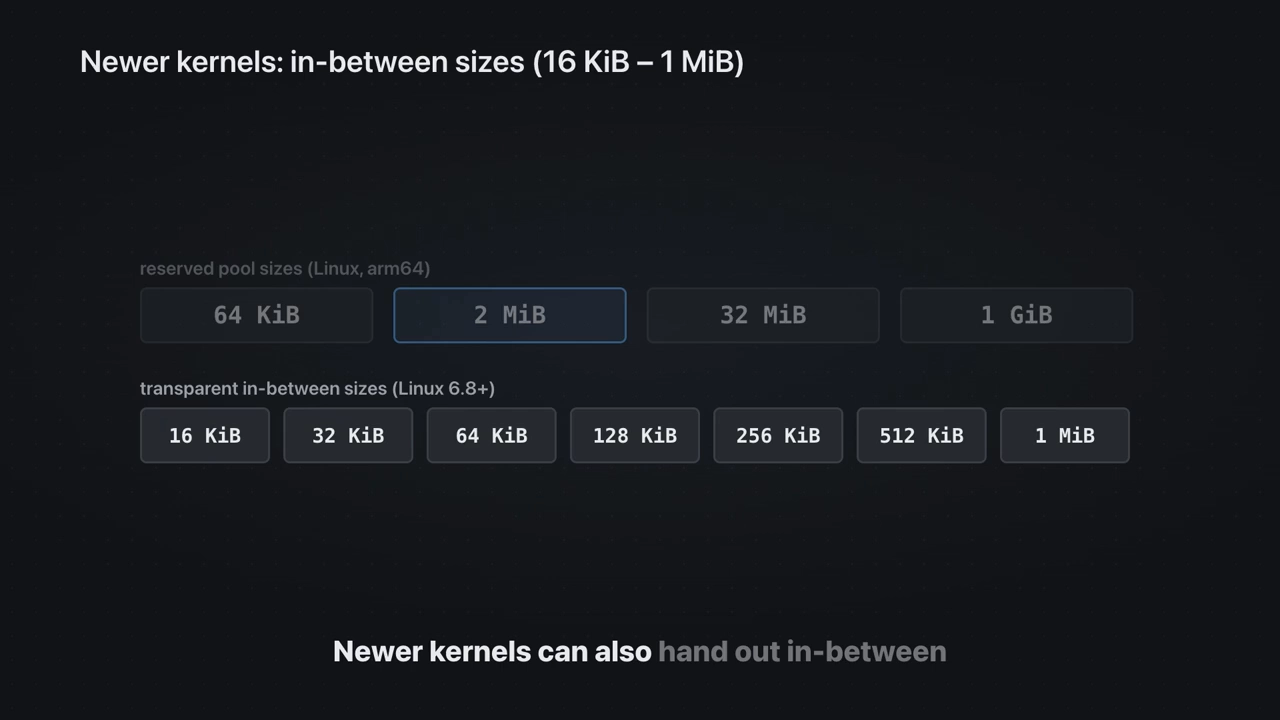 Newer kernels: in-between sizes (16 KiB – 1 MiB)
reserved pool sizes (Linux, arm64)
64 KiB 2 MiB 32 MiB 1 GiB
transparent in-between sizes (Linux 6.8+)
16 KiB 32 KiB 64 KiB 128 KiB 256 KiB 512 KiB 1 MiB
Newer kernels can also hand out in-between